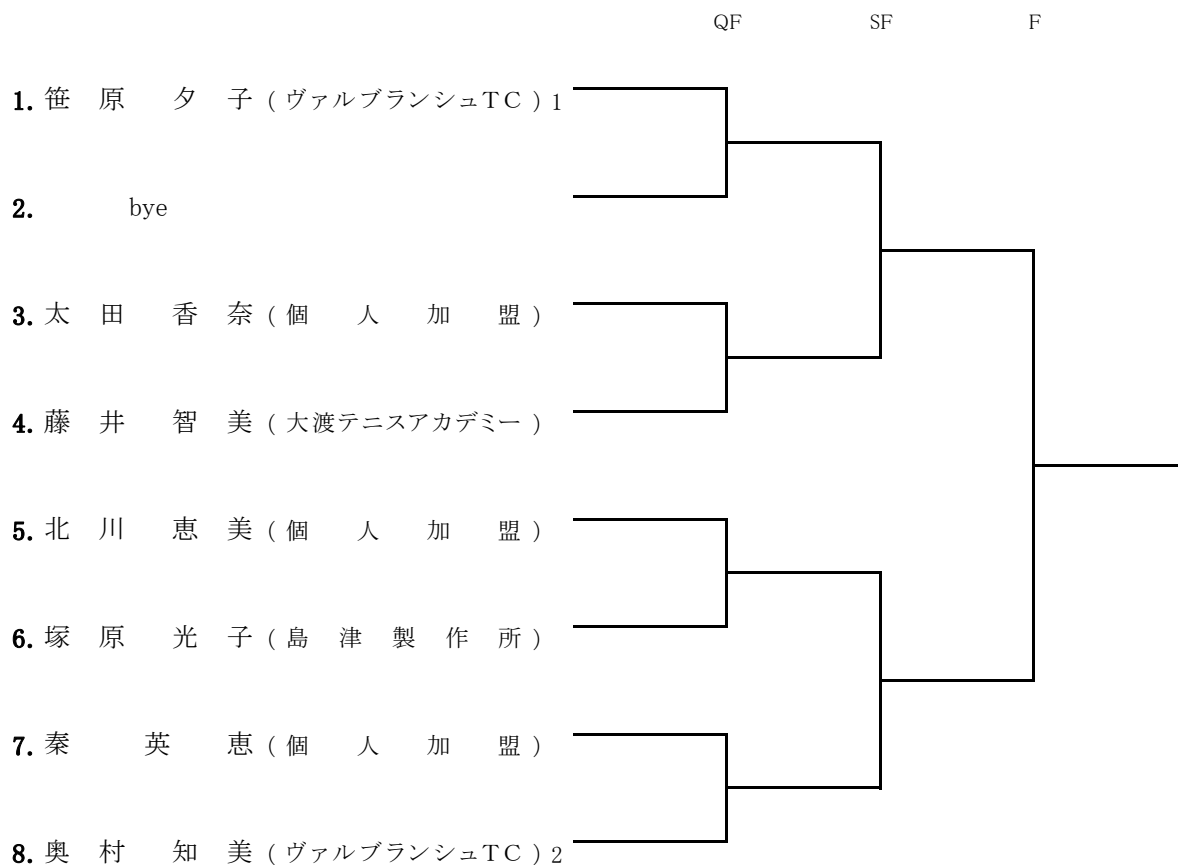 QF SF F
1. 笹 原 夕 子 ( ヴァルブランシュTC ) 1
2. bye
3. 太 田 香 奈 ( 個 人 加 盟 )
4. 藤 井 智 美 ( 大渡テニスアカデミー )
5. 北 川 恵 美 ( 個 人 加 盟 )
6. 塚 原 光 子 ( 島 津 製 作 所 )
7. 秦 英 恵 ( 個 人 加 盟 )
8. 奥 村 知 美 ( ヴァルブランシュTC ) 2